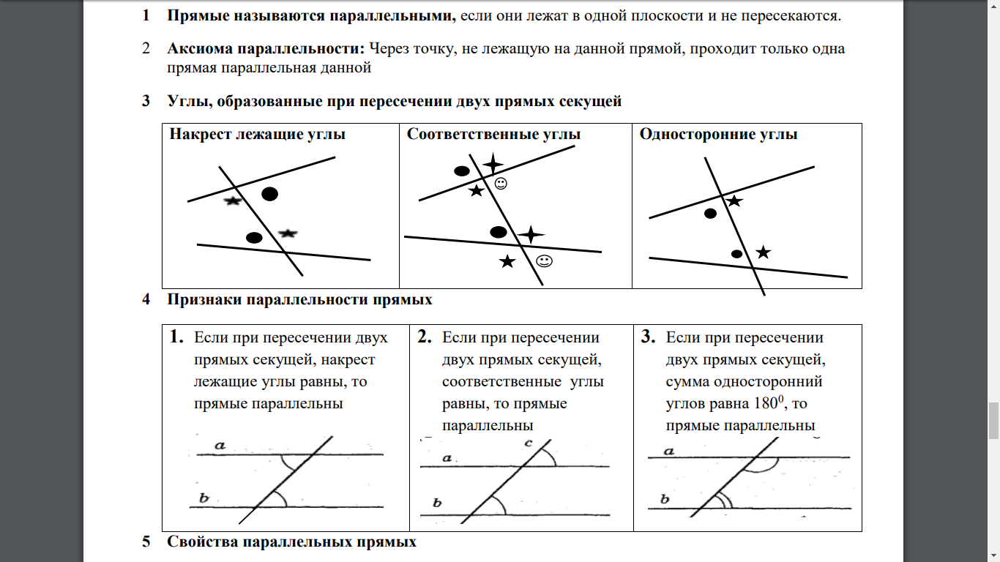 1 Прямые называются параллельными, если они лежат в одной плоскости и не пересекаются.
2 Аксиома параллельности: Через точку, не лежащую на данной прямой, проходит только одна
прямая параллельная данной
3 Углы, образованные при пересечении двух прямых секущей
Накрест лежащие углы
Соответственные углы
Односторонние углы
4 Признаки параллельности прямых
1. Если при пересечении двух
прямых секущей, накрест
лежащие углы равны, то
прямые параллельны
a
b
2. Если при пересечении
двух прямых секущей,
соответственные углы
равны, то прямые
параллельны
c
a
b
3. Если при пересечении
двух прямых секущей,
сумма односторонний
углов равна 180⁰, то
прямые параллельны
a
b
5 Свойства параллельных прямых